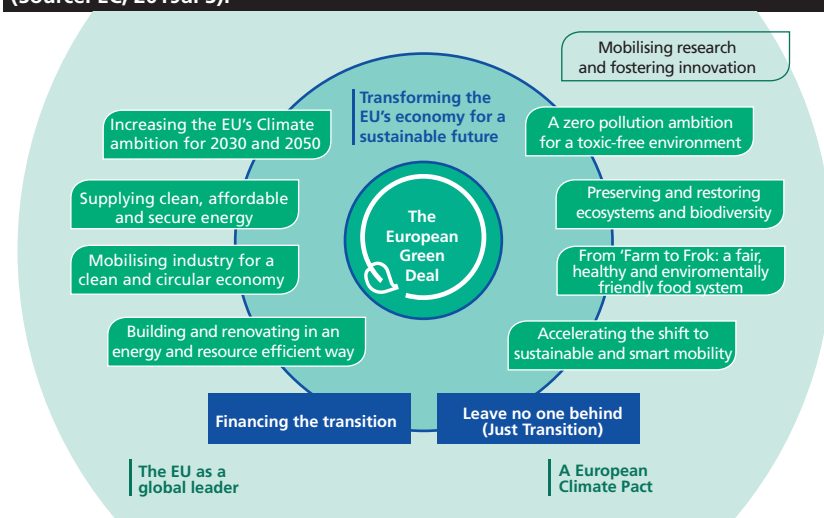 (Source: EC, 2019a: 3).
Mobilising research
and fostering innovation
Transforming the
EU's economy for a
sustainable future
Increasing the EU's Climate
ambition for 2030 and 2050
A zero pollution ambition
for a toxic-free environment
Supplying clean, affordable
and secure energy
Preserving and restoring
ecosystems and biodiversity
The
European
Green
Deal
Mobilising industry for a
clean and circular economy
From 'Farm to Frok: a fair,
healthy and enviromentally
friendly food system
Building and renovating in an
energy and resource efficient way
Accelerating the shift to
sustainable and smart mobility
Financing the transition
Leave no one behind
(Just Transition)
The EU as a
global leader
A European
Climate Pact